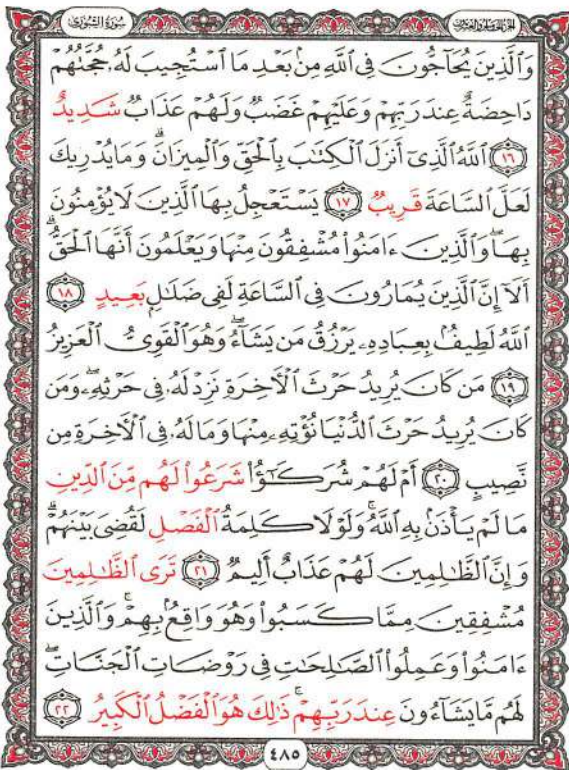 الجزء الخامس والعشرون
سورة الشورى
وَٱلَّذِينَ يُحَآجُّونَ فِى ٱللَّهِ مِنۢ بَعْدِ مَا ٱسْتُجِيبَ لَهُۥ حُجَّتُهُمْ
دَاحِضَةٌ عِندَ رَبِّهِمْ وَعَلَيْهِمْ غَضَبٌ وَلَهُمْ عَذَابٌ شَدِيدٌ
١٦ ٱللَّهُ ٱلَّذِىٓ أَنزَلَ ٱلْكِتَٰبَ بِٱلْحَقِّ وَٱلْمِيزَانَ ۗ وَمَا يُدْرِيكَ
لَعَلَّ ٱلسَّاعَةَ قَرِيبٌ ١٧ يَسْتَعْجِلُ بِهَا ٱلَّذِينَ لَا يُؤْمِنُونَ
بِهَا ۖ وَٱلَّذِينَ ءَامَنُوا۟ مُشْفِقُونَ مِنْهَا وَيَعْلَمُونَ أَنَّهَا ٱلْحَقُّ ۗ
أَلَآ إِنَّ ٱلَّذِينَ يُمَارُونَ فِى ٱلسَّاعَةِ لَفِى ضَلَٰلٍۭ بَعِيدٍ ١٨
ٱللَّهُ لَطِيفٌۢ بِعِبَادِهِۦ يَرْزُقُ مَن يَشَآءُ ۖ وَهُوَ ٱلْقَوِىُّ ٱلْعَزِيزُ
١٩ مَن كَانَ يُرِيدُ حَرْثَ ٱلْءَاخِرَةِ نَزِدْ لَهُۥ فِى حَرْثِهِۦ ۖ وَمَن
كَانَ يُرِيدُ حَرْثَ ٱلدُّنْيَا نُؤْتِهِۦ مِنْهَا وَمَا لَهُۥ فِى ٱلْءَاخِرَةِ مِن
نَّصِيبٍ ٢٠ أَمْ لَهُمْ شُرَكَٰٓؤُا۟ شَرَعُوا۟ لَهُم مِّنَ ٱلدِّينِ
مَا لَمْ يَأْذَنۢ بِهِ ٱللَّهُ ۚ وَلَوْلَا كَلِمَةُ ٱلْفَصْلِ لَقُضِىَ بَيْنَهُمْ ۗ
وَإِنَّ ٱلظَّٰلِمِينَ لَهُمْ عَذَابٌ أَلِيمٌ ٢١ تَرَى ٱلظَّٰلِمِينَ
مُشْفِقِينَ مِمَّا كَسَبُوا۟ وَهُوَ وَاقِعٌۢ بِهِمْ ۗ وَٱلَّذِينَ
ءَامَنُوا۟ وَعَمِلُوا۟ ٱلصَّٰلِحَٰتِ فِى رَوْضَاتِ ٱلْجَنَّاتِ ۖ
لَهُم مَّا يَشَآءُونَ عِندَ رَبِّهِمْ ۚ ذَٰلِكَ هُوَ ٱلْفَضْلُ ٱلْكَبِيرُ ٢٢
٤٨٥